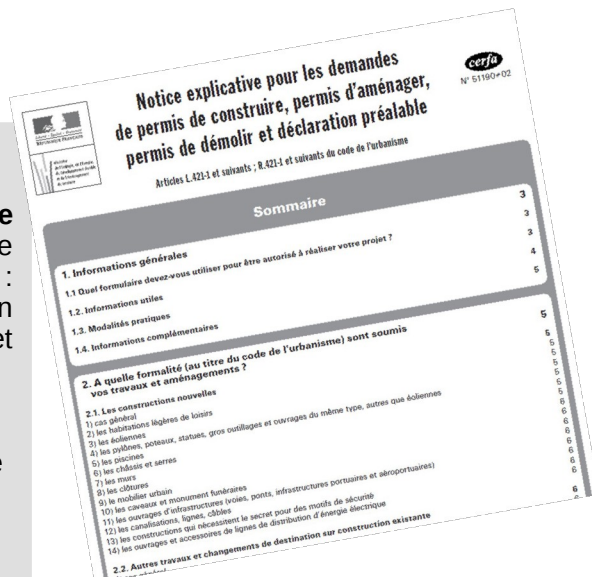 e
e
:
n
et
e
Notice explicative pour les demandes
de permis de construire, permis d'aménager,
permis de démolir et déclaration préalable
Articles L.421-1 et suivants ; R.421-1 et suivants du code de l'urbanisme
cerfa
N° 51190*02
RÉPUBLIQUE FRANÇAISE
Sommaire
1. Informations générales 3
1.1 Quel formulaire devez-vous utiliser pour être autorisé à réaliser votre projet ? 3
1.2. Informations utiles 3
1.3. Modalités pratiques 4
1.4. Informations complémentaires 5
2. A quelle formalité (au titre du code de l'urbanisme) sont soumis
vos travaux et aménagements ? 5
2.1. Les constructions nouvelles 5
1) cas général 5
2) les habitations légères de loisirs 5
3) les éoliennes 5
4) les pylônes, poteaux, statues, gros outillages et ouvrages du même type, autres que éoliennes 5
5) les piscines 5
6) les châssis et serres 5
7) les murs 6
8) les clôtures 6
9) le mobilier urbain 6
10) les caveaux et monument funéraires 6
11) les ouvrages d'infrastructures (voies, ponts, infrastructures portuaires et aéroportuaires) 6
12) les canalisations, lignes, câbles 6
13) les constructions qui nécessitent le secret pour des motifs de sécurité 6
14) les ouvrages et accessoires de lignes de distribution d'énergie électrique 6
2.2. Autres travaux et changements de destination sur construction existante 6